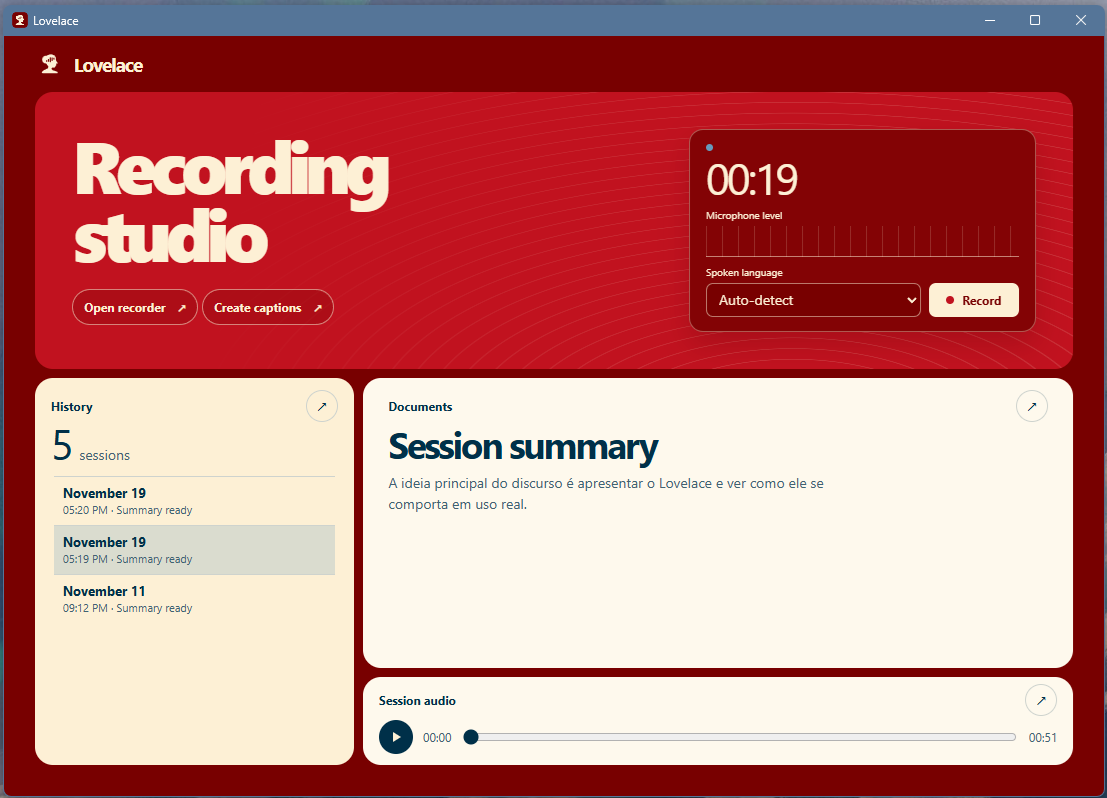 Lovelace
Lovelace
Recording
studio
Open recorder ↗
Create captions ↗
00:19
Microphone level
Spoken language
Auto-detect
Record
History
↗
5 sessions
November 19
05:20 PM · Summary ready
November 19
05:19 PM · Summary ready
November 11
09:12 PM · Summary ready
Documents
↗
Session summary
A ideia principal do discurso é apresentar o Lovelace e ver como ele se
comporta em uso real.
Session audio
↗
00:00
00:51